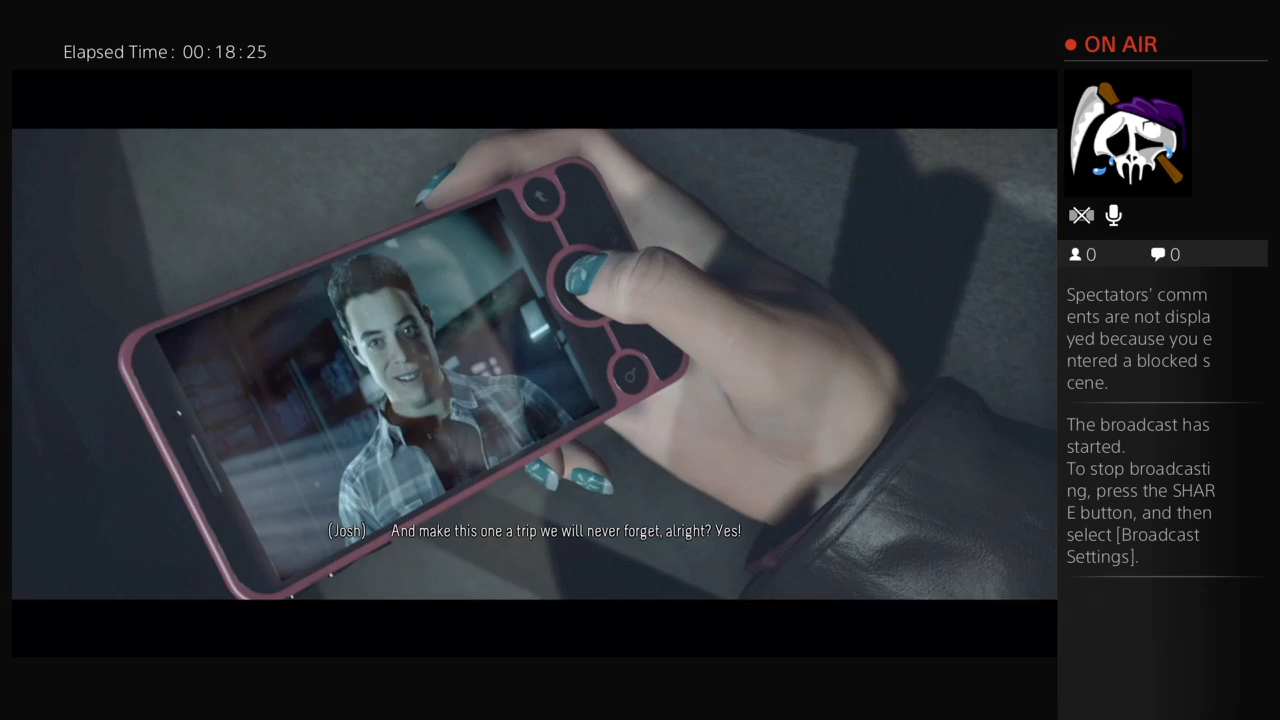 Elapsed Time: 00:18:25
ON AIR
0
0
Spectators' comm
ents are not displa
yed because you e
ntered a blocked s
cene.
The broadcast has
started.
To stop broadcasti
ng, press the SHAR
E button, and then
select [Broadcast
Settings].
(Josh) And make this one a trip we will never forget, alright? Yes!